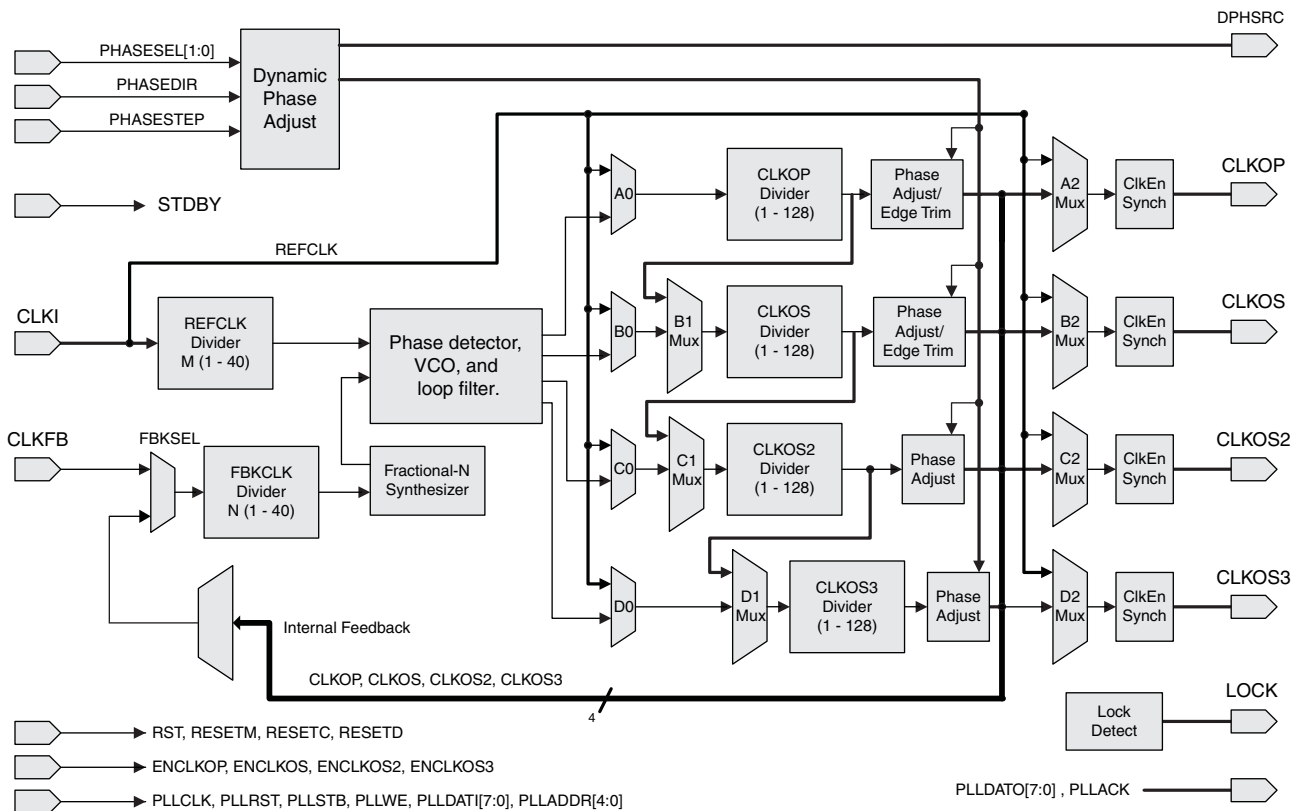 DPHSRC
PHASESEL[1:0]
PHASEDIR
PHASESTEP
Dynamic
Phase
Adjust
STDBY
REFCLK
CLKI
REFCLK
Divider
M (1 - 40)
Phase detector,
VCO, and
loop filter.
CLKFB
FBKSEL
FBKCLK
Divider
N (1 - 40)
Fractional-N
Synthesizer
A0
CLKOP
Divider
(1 - 128)
Phase
Adjust/
Edge Trim
A2
Mux
ClkEn
Synch
CLKOP
B0
B1
Mux
CLKOS
Divider
(1 - 128)
Phase
Adjust/
Edge Trim
B2
Mux
ClkEn
Synch
CLKOS
C0
C1
Mux
CLKOS2
Divider
(1 - 128)
Phase
Adjust
C2
Mux
ClkEn
Synch
CLKOS2
D0
D1
Mux
CLKOS3
Divider
(1 - 128)
Phase
Adjust
D2
Mux
ClkEn
Synch
CLKOS3
Internal Feedback
CLKOP, CLKOS, CLKOS2, CLKOS3
4
Lock
Detect
LOCK
RST, RESETM, RESETC, RESETD
ENCLKOP, ENCLKOS, ENCLKOS2, ENCLKOS3
PLLCLK, PLLRST, PLLSTB, PLLWE, PLLDATI[7:0], PLLADDR[4:0]
PLLDATO[7:0] , PLLACK